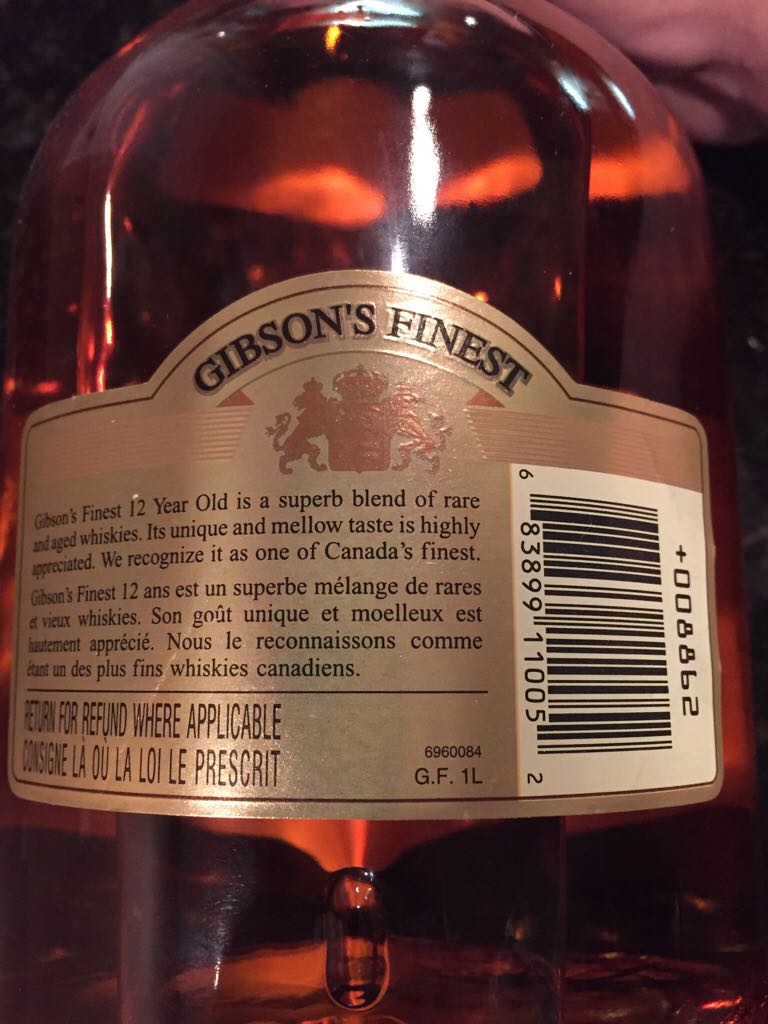 GIBSON'S FINEST
Gibson's Finest 12 Year Old is a superb blend of rare
and aged whiskies. Its unique and mellow taste is highly
appreciated. We recognize it as one of Canada's finest.
Gibson's Finest 12 ans est un superbe mélange de rares
et vieux whiskies. Son goût unique et moelleux est
hautement apprécié. Nous le reconnaissons comme
étant un des plus fins whiskies canadiens.
RETURN FOR REFUND WHERE APPLICABLE
CONSIGNE LÀ OÙ LA LOI LE PRESCRIT
6960084
G.F. 1L
6 83899 11005 2
+008862